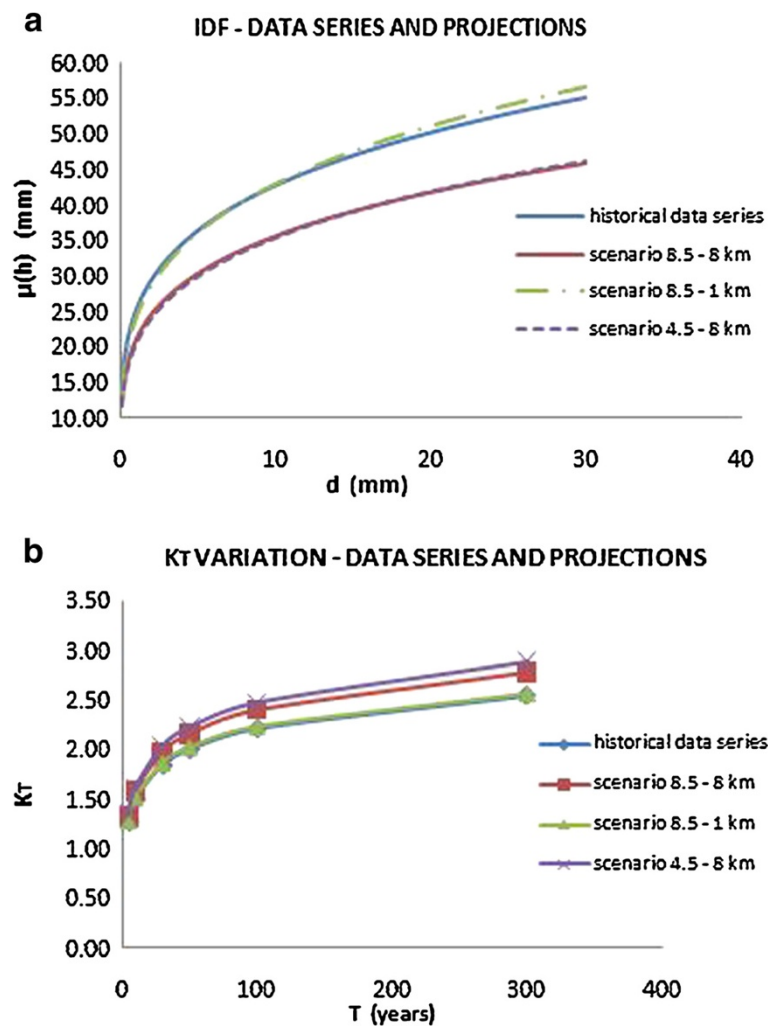 a
IDF - DATA SERIES AND PROJECTIONS
60.00
55.00
50.00
45.00
40.00
35.00
30.00
25.00
20.00
15.00
10.00
μ(h) (mm)
0 10 20 30 40
d (mm)
historical data series
scenario 8.5 - 8 km
scenario 8.5 - 1 km
scenario 4.5 - 8 km
b
KT VARIATION - DATA SERIES AND PROJECTIONS
3.50
3.00
2.50
2.00
1.50
1.00
0.50
0.00
KT
0 100 200 300 400
T (years)
historical data series
scenario 8.5 - 8 km
scenario 8.5 - 1 km
scenario 4.5 - 8 km